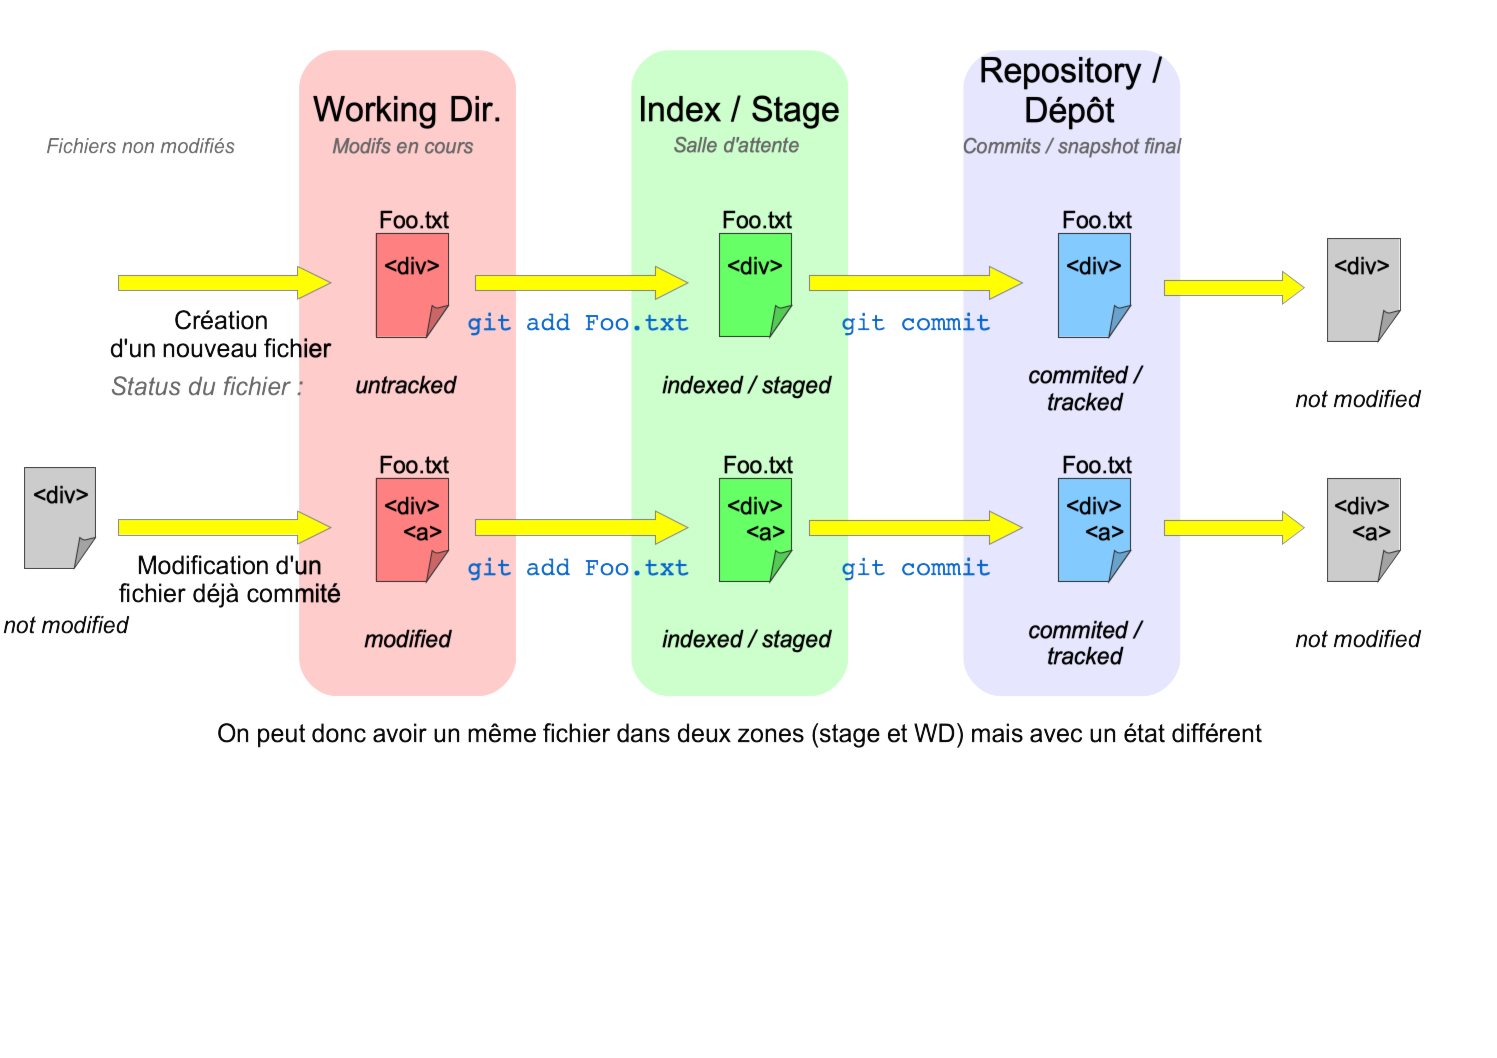 Working Dir.
Index / Stage
Repository /
Dépôt
Fichiers non modifiés
Modifs en cours
Salle d'attente
Commits / snapshot final
Foo.txt
Foo.txt
Foo.txt
<div>
<div>
<div>
<div>
Création
d'un nouveau fichier
git add Foo.txt
git commit
Status du fichier :
untracked
indexed / staged
commited /
tracked
not modified
Foo.txt
Foo.txt
Foo.txt
<div>
<div>
<a>
<div>
<a>
<div>
<a>
<div>
<a>
Modification d'un
fichier déjà commité
git add Foo.txt
git commit
not modified
modified
indexed / staged
commited /
tracked
not modified
On peut donc avoir un même fichier dans deux zones (stage et WD) mais avec un état différent